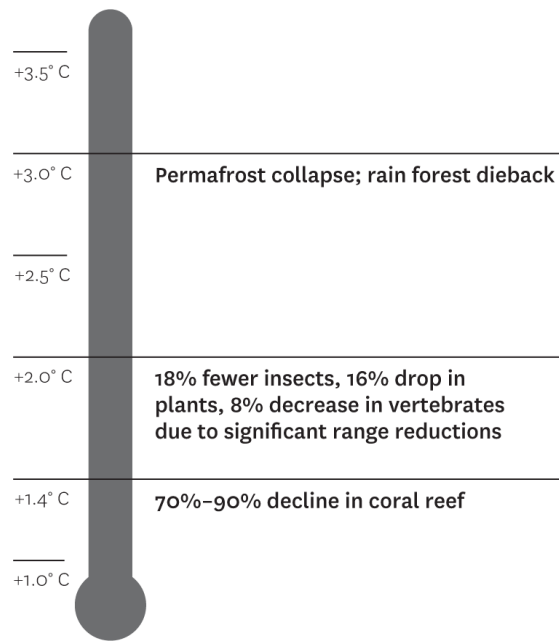 +3.5° C
+3.0° C
Permafrost collapse; rain forest dieback
+2.5° C
+2.0° C
18% fewer insects, 16% drop in
plants, 8% decrease in vertebrates
due to significant range reductions
+1.4° C
70%–90% decline in coral reef
+1.0° C